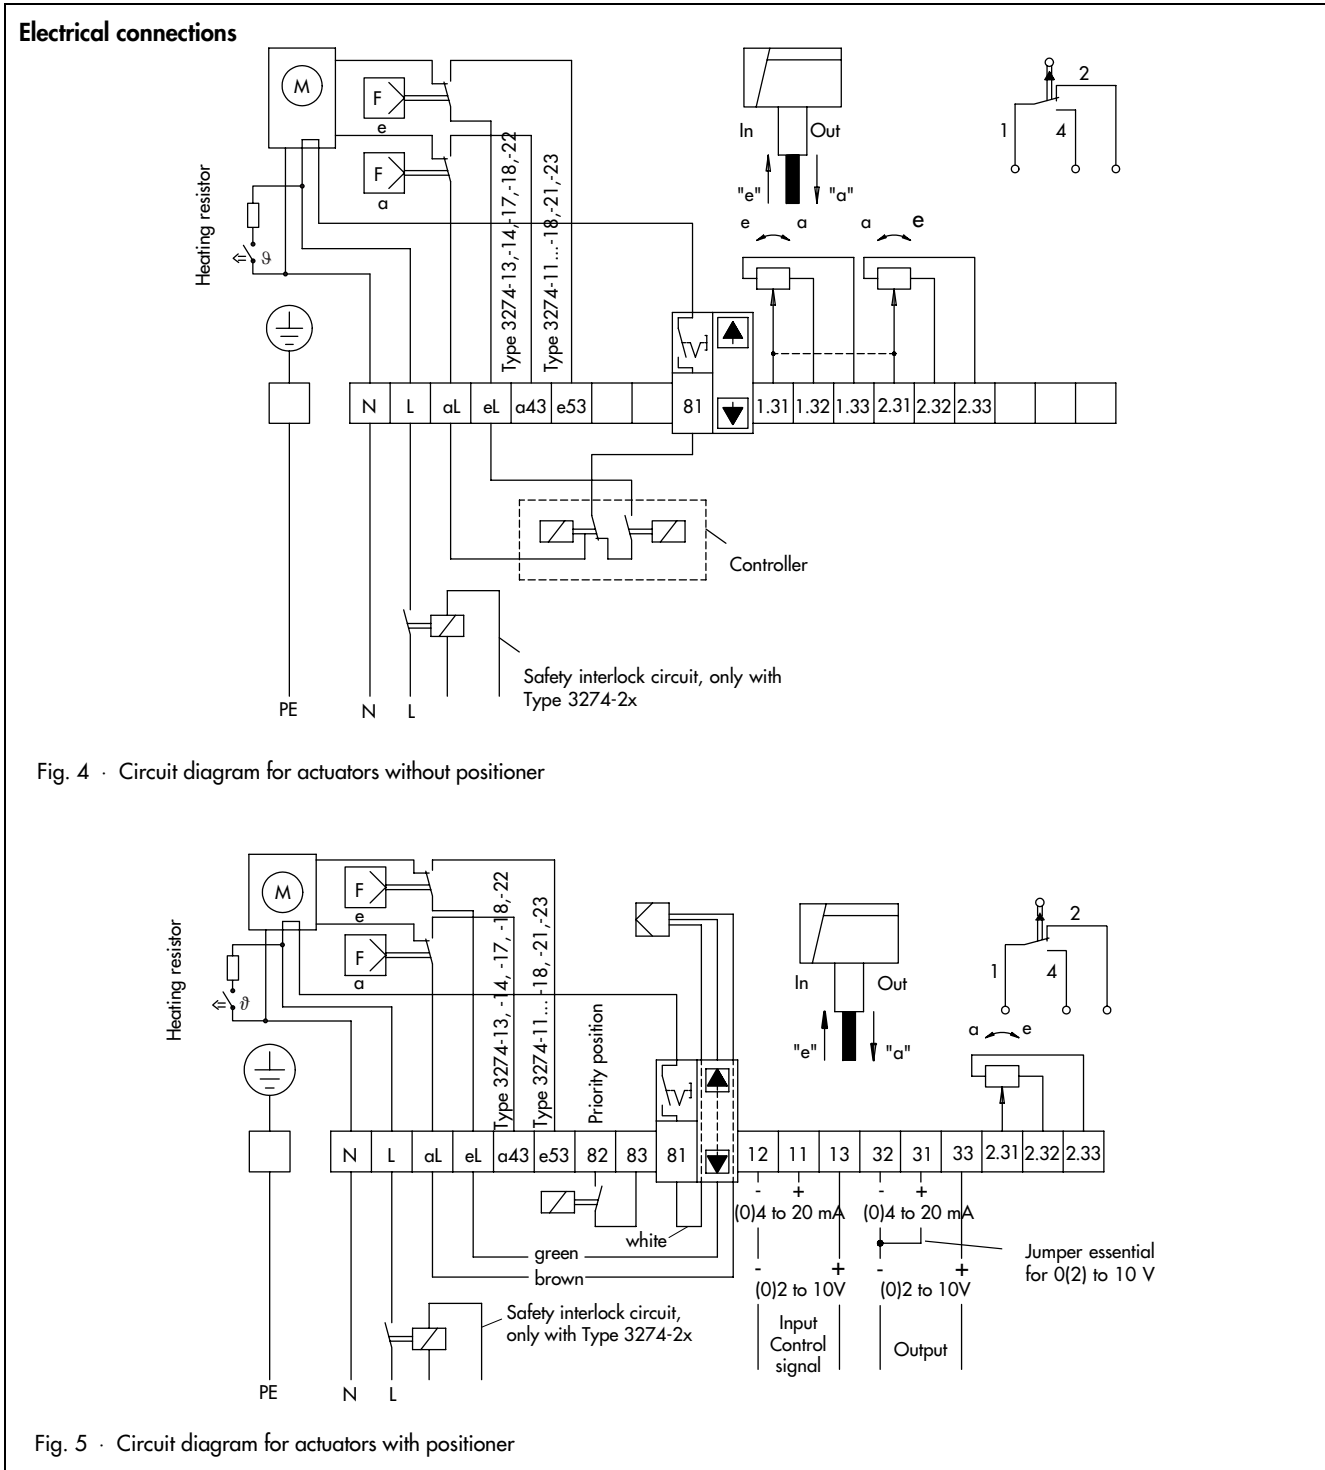 Electrical connections
M
F
e
F
a
Heating resistor
ϑ
Type 3274-13,-14,-17,-18,-22
Type 3274-11...-18,-21,-23
In
Out
"e"
"a"
e
a
a
e
1
2
4
N
L
aL
eL
a43
e53
81
1.31
1.32
1.33
2.31
2.32
2.33
Controller
Safety interlock circuit, only with
Type 3274-2x
PE
N
L
Fig. 4 · Circuit diagram for actuators without positioner
M
F
e
F
a
Heating resistor
ϑ
Type 3274-13, -14, -17, -18,-22
Type 3274-11... -18, -21,-23
Priority position
In
Out
"e"
"a"
a
e
1
2
4
N
L
aL
eL
a43
e53
82
83
81
12
11
13
32
31
33
2.31
2.32
2.33
- +
(0)4 to 20 mA
- +
(0)4 to 20 mA
white
green
brown
Jumper essential
for 0(2) to 10 V
- +
(0)2 to 10V
- +
(0)2 to 10V
Input
Control
signal
Output
Safety interlock circuit,
only with Type 3274-2x
PE
N
L
Fig. 5 · Circuit diagram for actuators with positioner